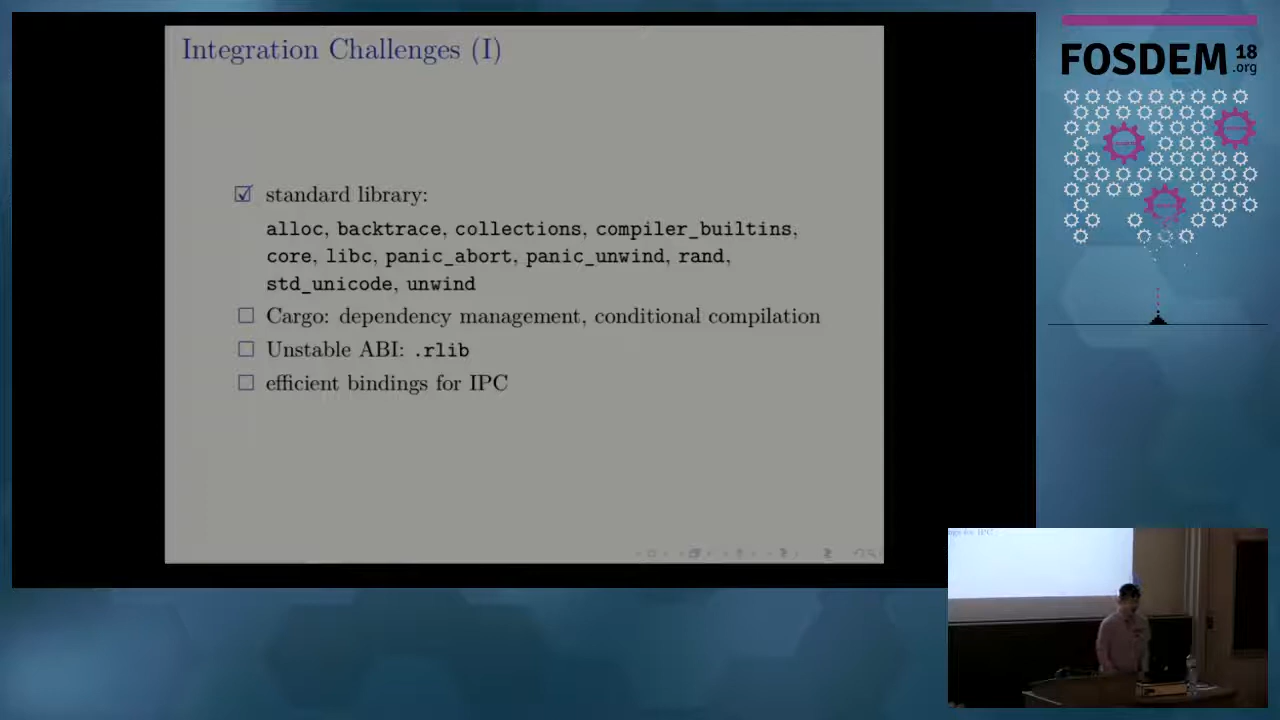 Integration Challenges (I)
standard library:
alloc, backtrace, collections, compiler_builtins,
core, libc, panic_abort, panic_unwind, rand,
std_unicode, unwind
Cargo: dependency management, conditional compilation
Unstable ABI: .rlib
efficient bindings for IPC
FOSDEM 18
.org